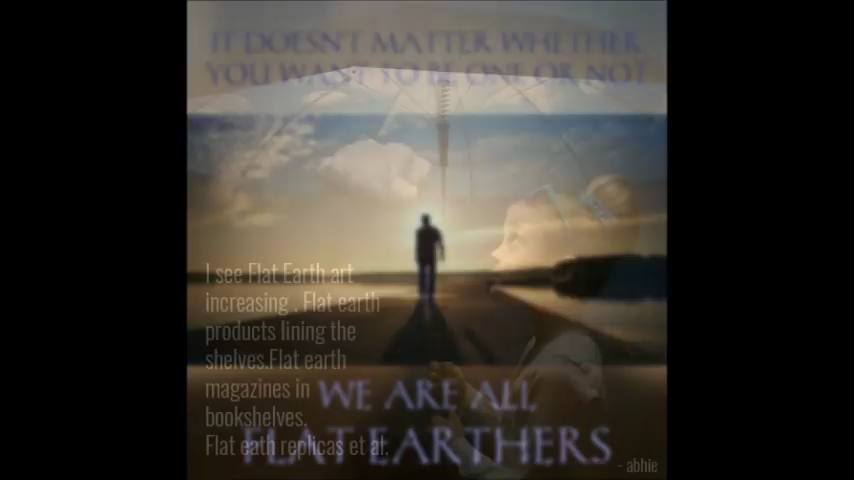 IT DOESN'T MATTER WHETHER
YOU WANT TO BE ONE OR NOT
I see Flat Earth art
increasing . Flat earth
products lining the
shelves.Flat earth
magazines in
bookshelves.
Flat eath replicas et al.
WE ARE ALL
FLAT EARTHERS
- abhie